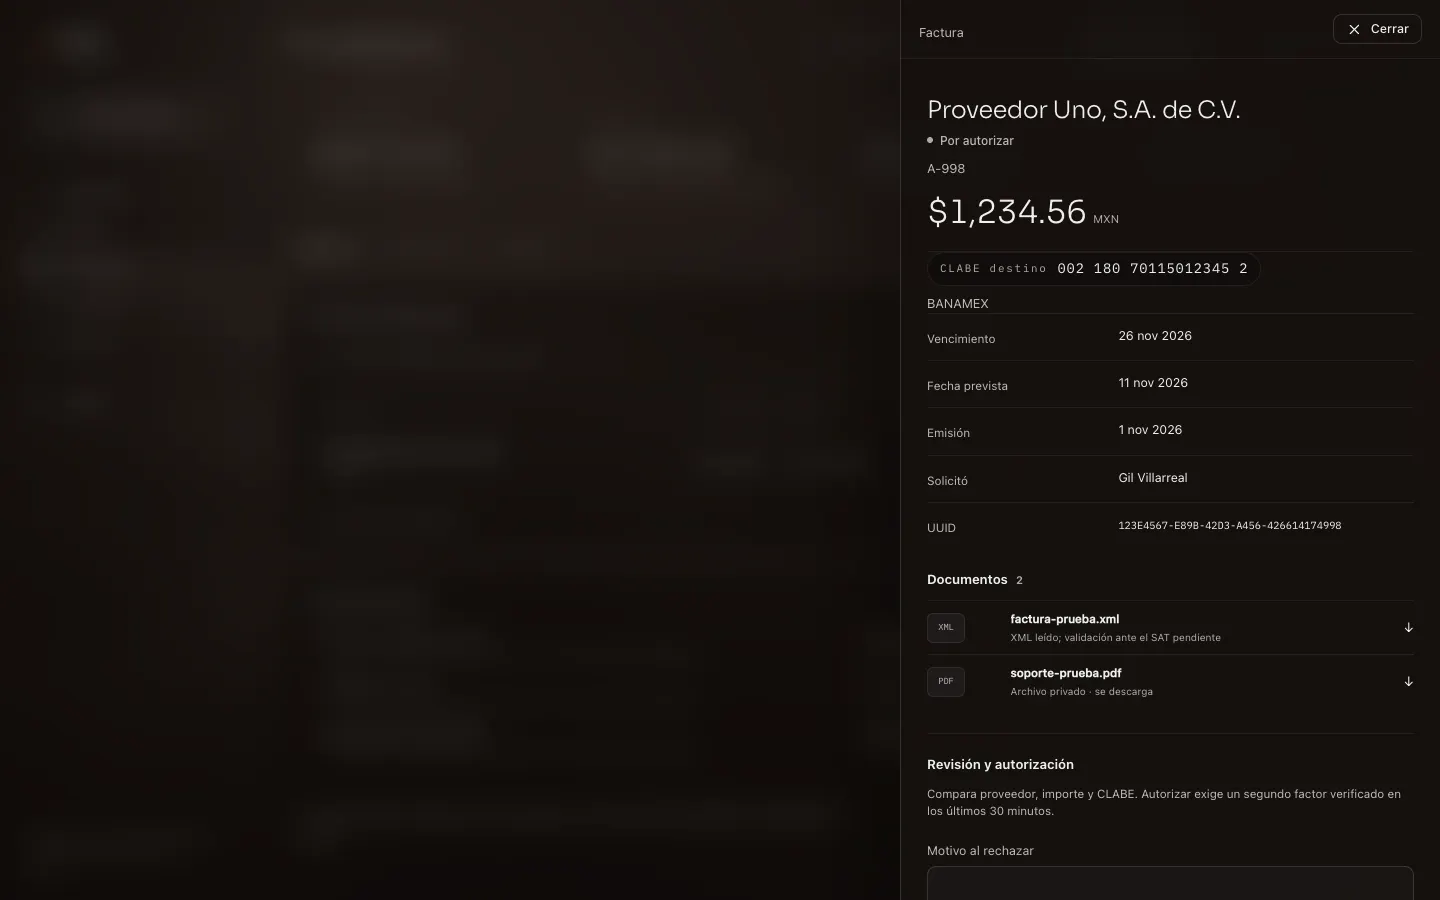 Factura
Cerrar
Proveedor Uno, S.A. de C.V.
Por autorizar
A-998
$1,234.56 MXN
CLABE destino 002 180 70115012345 2
BANAMEX
Vencimiento 26 nov 2026
Fecha prevista 11 nov 2026
Emisión 1 nov 2026
Solicitó Gil Villarreal
UUID 123E4567-E89B-42D3-A456-426614174998
Documentos 2
XML factura-prueba.xml
XML leído; validación ante el SAT pendiente
PDF soporte-prueba.pdf
Archivo privado · se descarga
Revisión y autorización
Compara proveedor, importe y CLABE. Autorizar exige un segundo factor verificado en
los últimos 30 minutos.
Motivo al rechazar